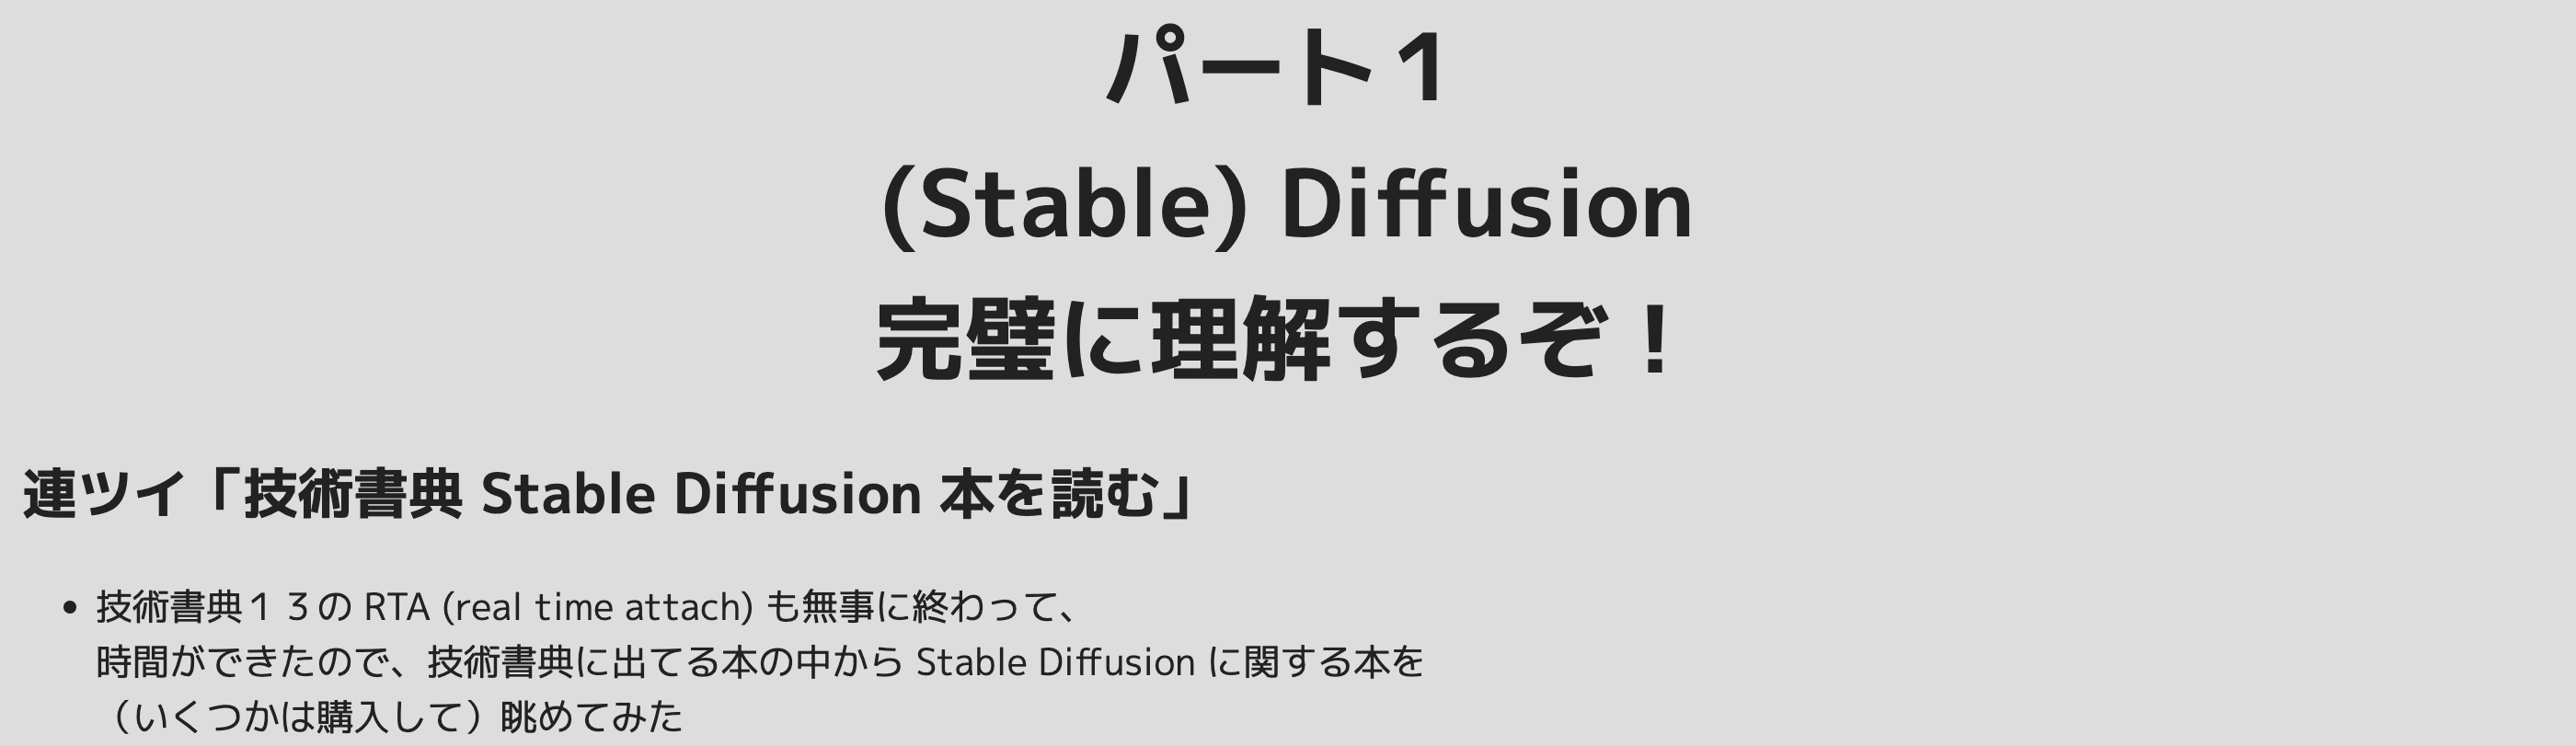 パート１
(Stable) Diffusion
完璧に理解するぞ！
連ツイ「技術書典 Stable Diffusion 本を読む」
• 技術書典１３の RTA (real time attach) も無事に終わって、
時間ができたので、技術書典に出てる本の中から Stable Diffusion に関する本を
（いくつかは購入して）眺めてみた